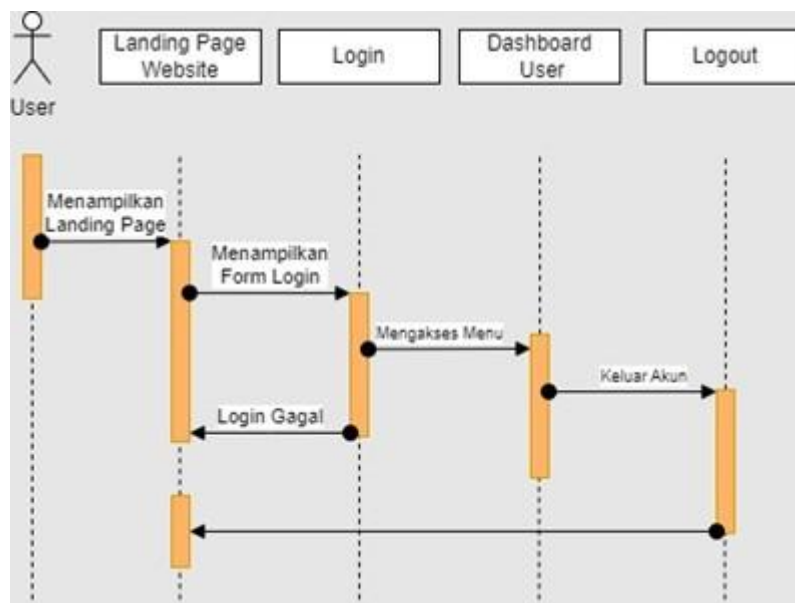 Landing Page
Website
Login
Dashboard
User
Logout
User
Menampilkan
Landing Page
Menampilkan
Form Login
Mengakses Menu
Keluar Akun
Login Gagal